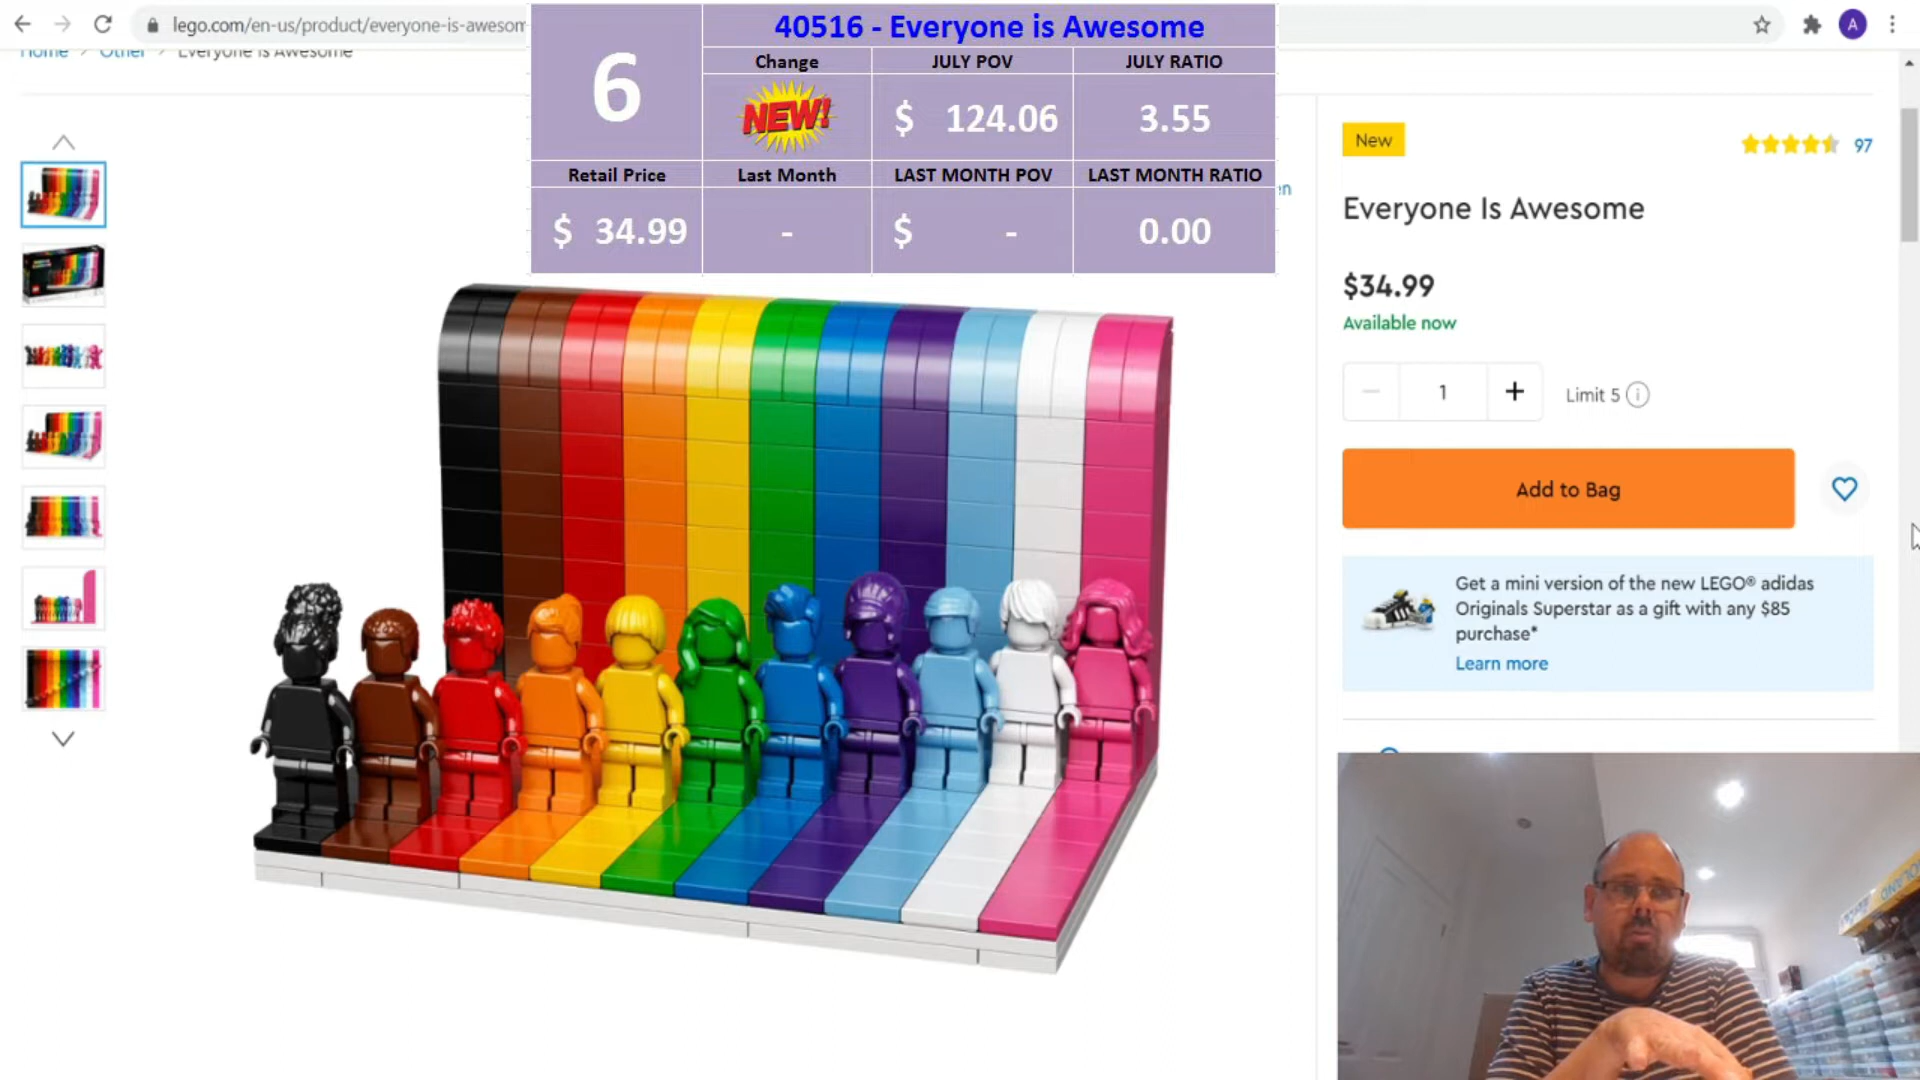 lego.com/en-us/product/everyone-is-awesom
A
Home > Other > Everyone Is Awesome
6
40516 - Everyone is Awesome
Change
JULY POV
JULY RATIO
NEW!
$ 124.06
3.55
Retail Price
Last Month
LAST MONTH POV
LAST MONTH RATIO
$ 34.99
-
$ -
0.00
New
97
Everyone Is Awesome
$34.99
Available now
1
Limit 5
Add to Bag
Get a mini version of the new LEGO® adidas
Originals Superstar as a gift with any $85
purchase*
Learn more